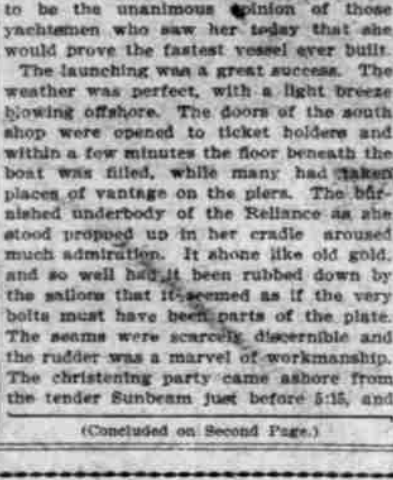 to be the unanimous opinion of those
yachtsmen who saw her today that she
would prove the fastest vessel ever built.
The launching was a great success. The
weather was perfect, with a light breeze
blowing offshore. The doors of the south
shop were opened to ticket holders and
within a few minutes the floor beneath the
boat was filled, while many had taken
places of vantage on the piers. The bur-
nished underbody of the Reliance as she
stood propped up in her cradle aroused
much admiration. It shone like old gold,
and so well had it been rubbed down by
the sailors that it seemed as if the very
bolts must have been parts of the plate.
The seams were scarcely discernible and
the rudder was a marvel of workmanship.
The christening party came ashore from
the tender Sunbeam just before 5:15, and
(Concluded on Second Page.)